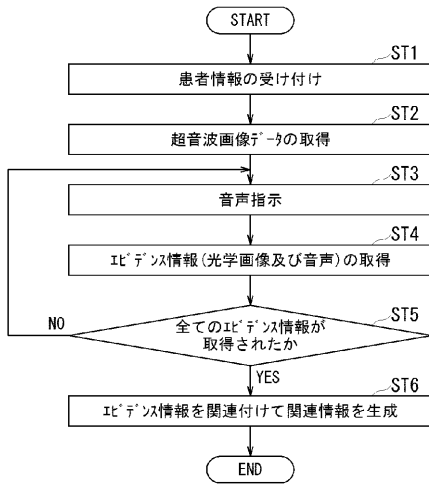 START
ST1
患者情報の受け付け
ST2
超音波画像ﾃﾞｰﾀの取得
ST3
音声指示
ST4
ｴﾋﾞﾃﾞﾝｽ情報(光学画像及び音声)の取得
ST5
全てのｴﾋﾞﾃﾞﾝｽ情報が
取得されたか
NO
YES
ST6
ｴﾋﾞﾃﾞﾝｽ情報を関連付けて関連情報を生成
END